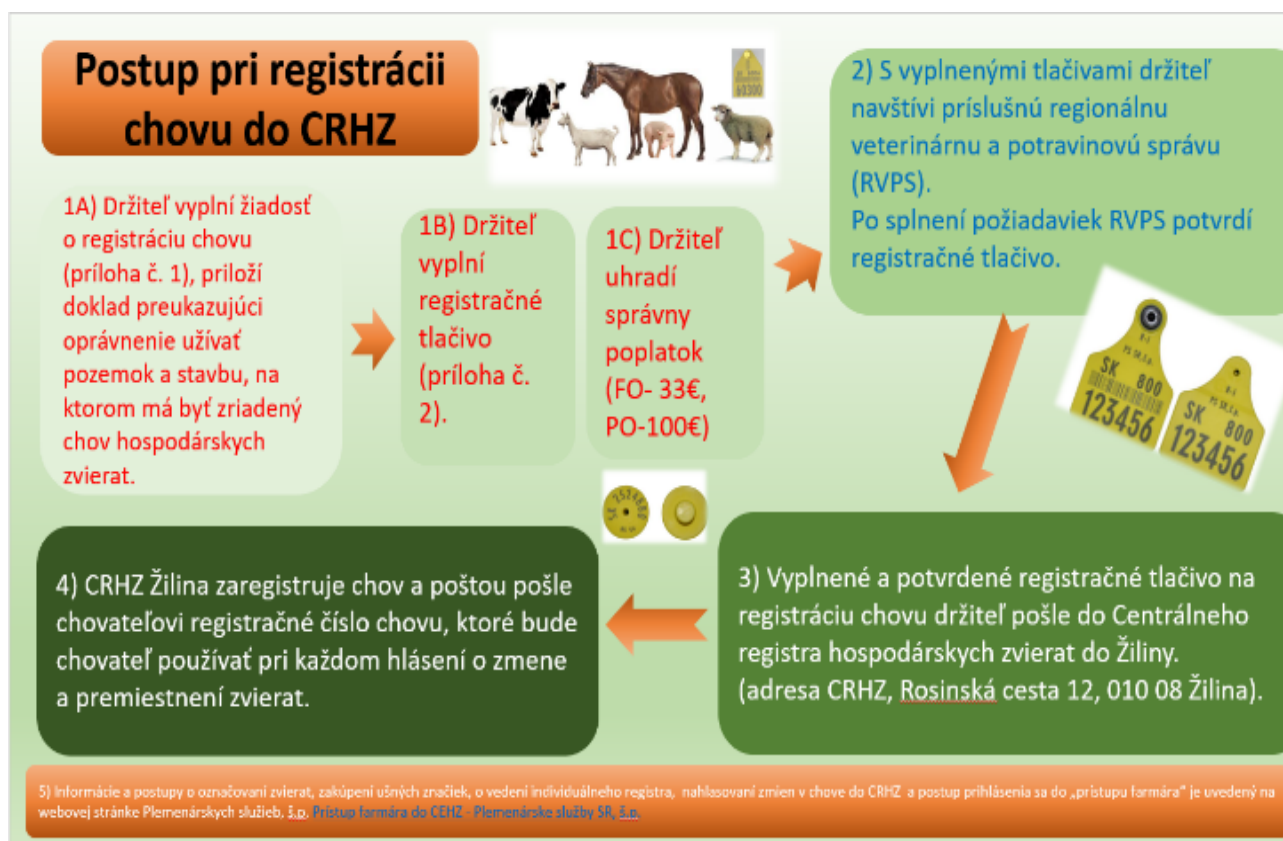 Postup pri registrácii
chovu do CRHZ
60300
1A) Držiteľ vyplní žiadosť
o registráciu chovu
(príloha č. 1), priloží
doklad preukazujúci
oprávnenie užívať
pozemok a stavbu, na
ktorom má byť zriadený
chov hospodárskych
zvierat.
1B) Držiteľ
vyplní
registračné
tlačivo
(príloha č.
2).
1C) Držiteľ
uhradí
správny
poplatok
(FO- 33€,
PO-100€)
2) S vyplnenými tlačivami držiteľ
navštívi príslušnú regionálnu
veterinárnu a potravinovú správu
(RVPS).
Po splnení požiadaviek RVPS potvrdí
registračné tlačivo.
SK 800
123456
SK 800
123456
SK 2524680
3) Vyplnené a potvrdené registračné tlačivo na
registráciu chovu držiteľ pošle do Centrálneho
registra hospodárskych zvierat do Žiliny.
(adresa CRHZ, Rosinská cesta 12, 010 08 Žilina).
4) CRHZ Žilina zaregistruje chov a poštou pošle
chovateľovi registračné číslo chovu, ktoré bude
chovateľ používať pri každom hlásení o zmene
a premiestnení zvierat.
5) Informácie a postupy o označovaní zvierat, zakúpení ušných značiek, o vedení individuálneho registra, nahlasovaní zmien v chove do CRHZ a postup prihlásenia sa do „prístupu farmára" je uvedený na
webovej stránke Plemenárskych služieb, š.p. Prístup farmára do CEHZ - Plemenárske služby SR, š.p.